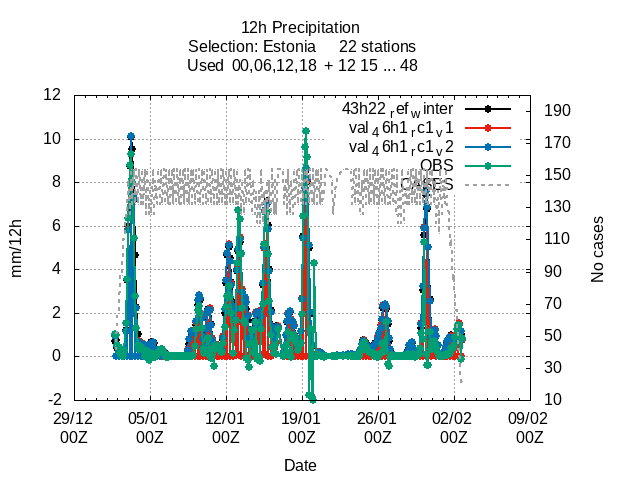 12h Precipitation
Selection: Estonia 22 stations
Used 00,06,12,18 + 12 15 ... 48
43h22refwinter
val46h1rc1v1
val46h1rc1v2
OBS
CASES
12
10
8
6
4
2
0
-2
190
170
150
130
110
90
70
50
30
10
mm/12h
No cases
29/12 05/01 12/01 19/01 26/01 02/02 09/02
00Z 00Z 00Z 00Z 00Z 00Z 00Z
Date